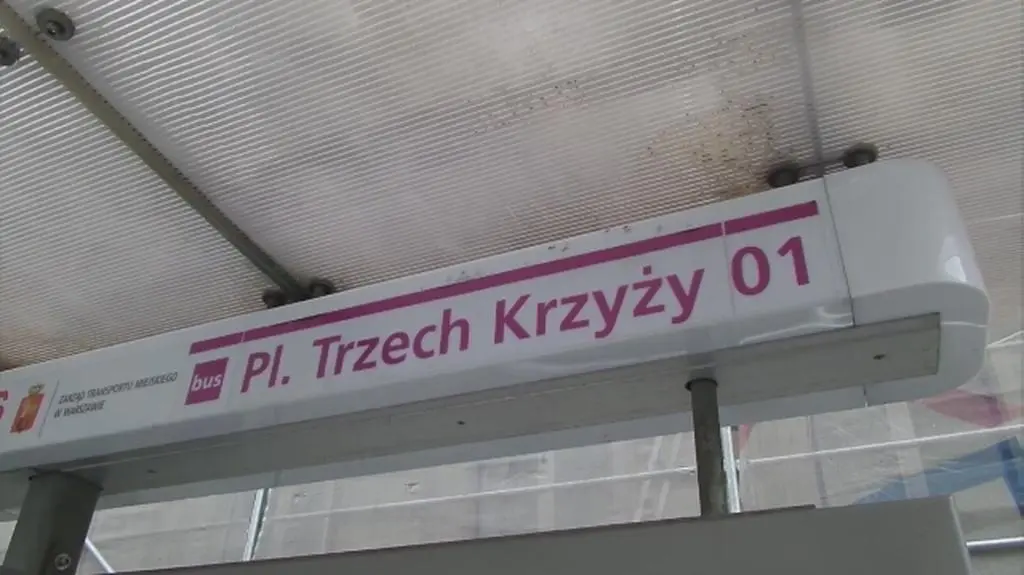 S
ZARZĄD TRANSPORTU MIEJSKIEGO
W WARSZAWIE
bus
Pl. Trzech Krzyży 01